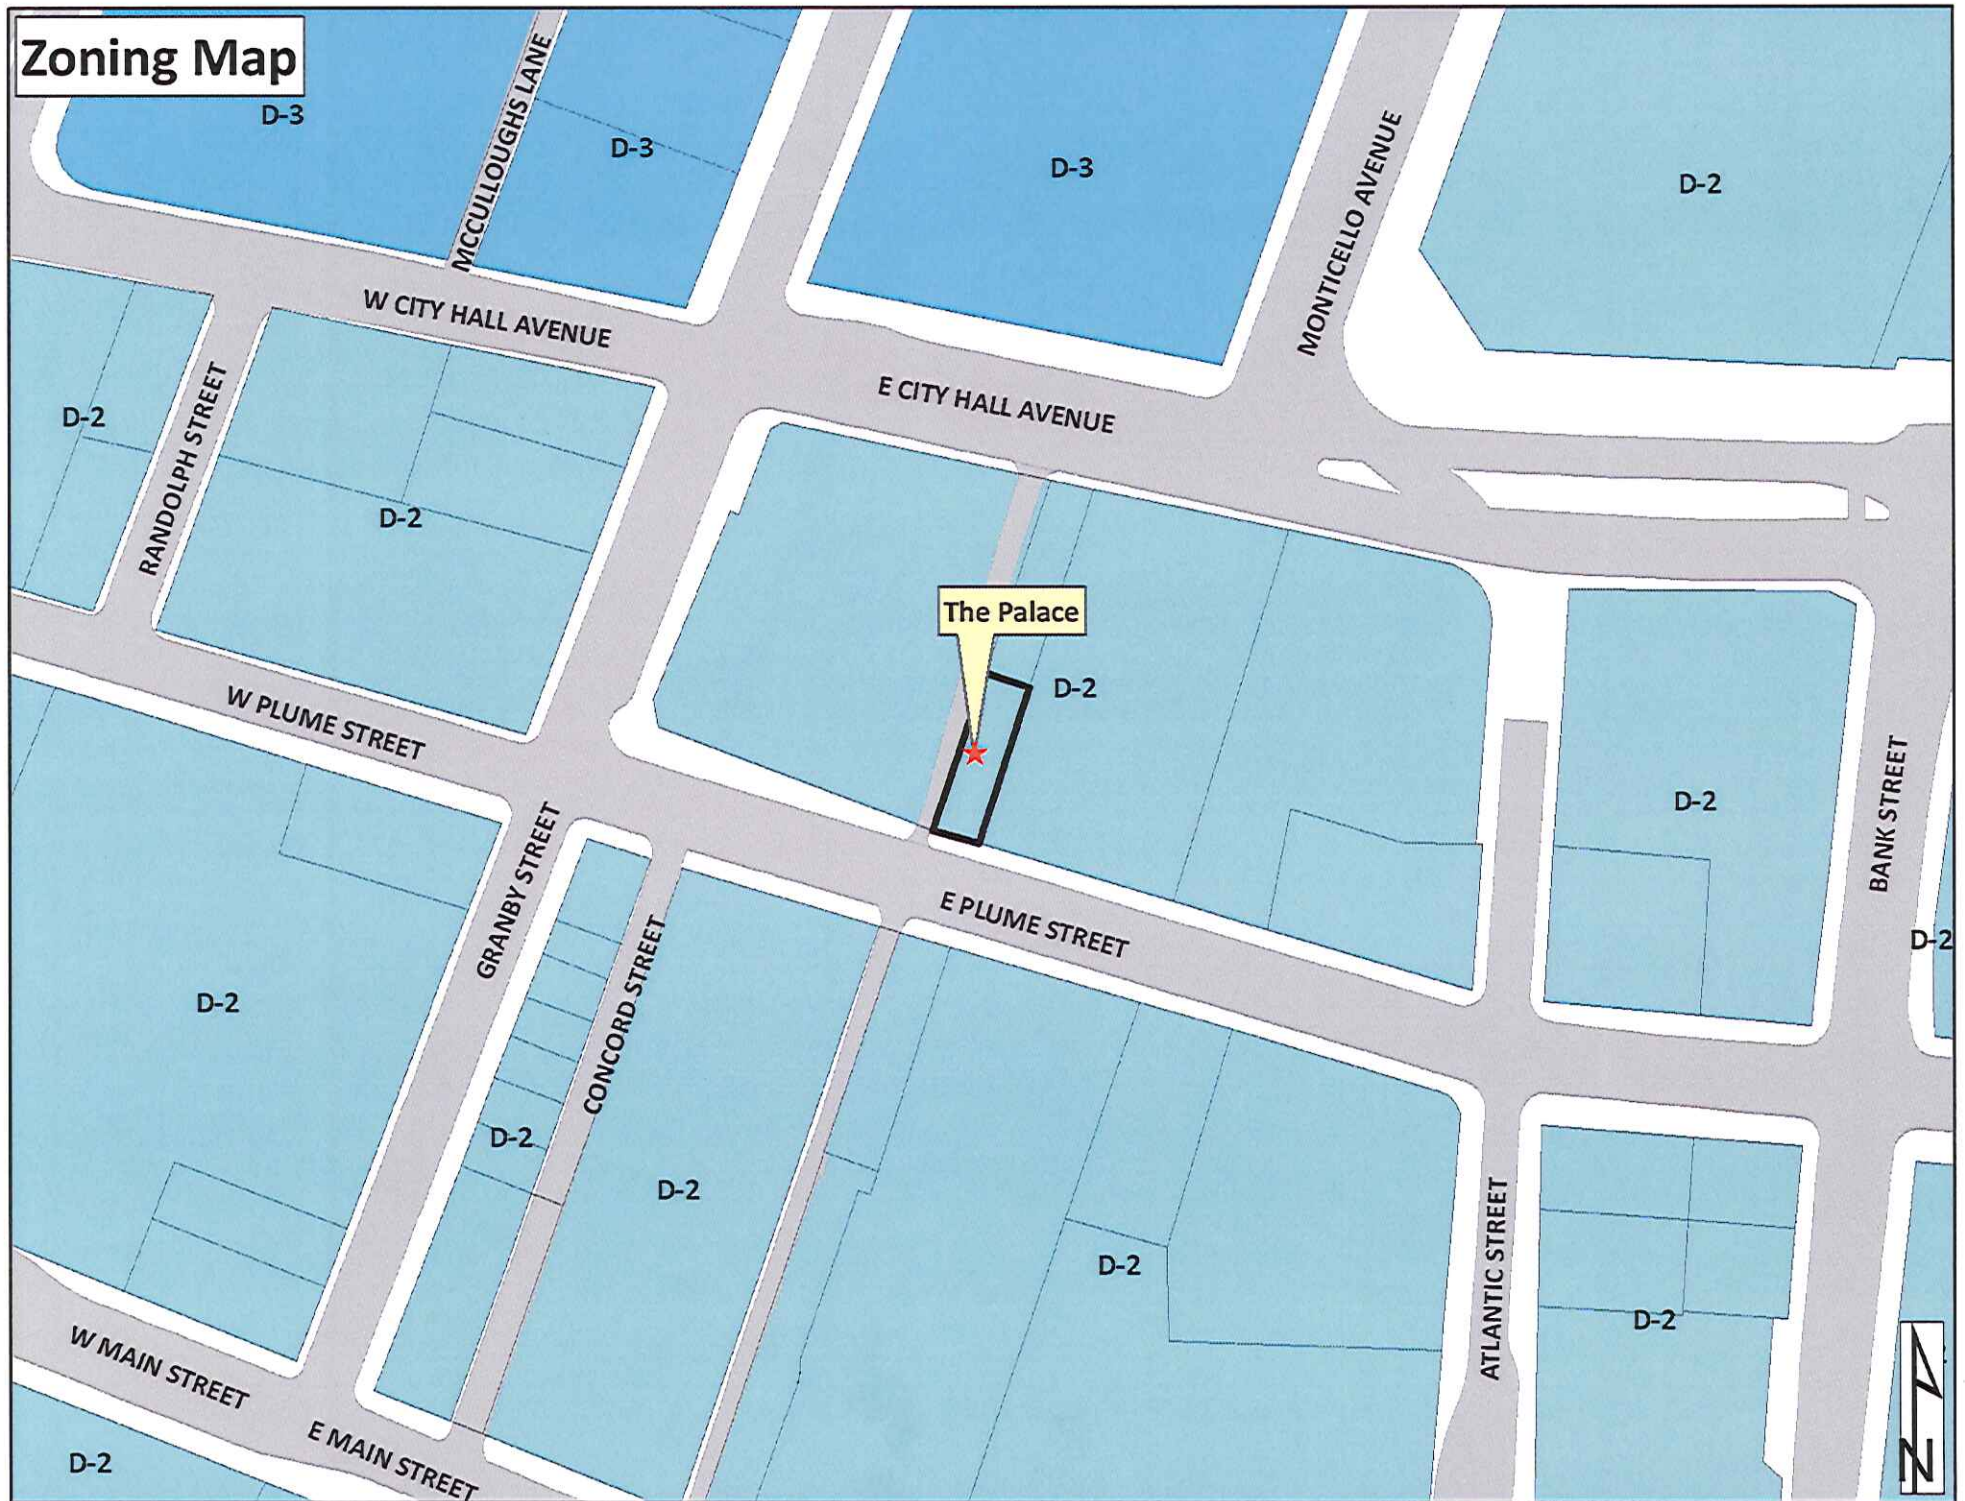 Zoning Map
D-3
MCCULLOUGHS LANE
D-3
D-3
MONTICELLO AVENUE
D-2
W CITY HALL AVENUE
E CITY HALL AVENUE
D-2
RANDOLPH STREET
D-2
The Palace
D-2
W PLUME STREET
GRANBY STREET
CONCORD STREET
E PLUME STREET
D-2
BANK STREET
D-2
D-2
D-2
D-2
D-2
ATLANTIC STREET
D-2
W MAIN STREET
E MAIN STREET
D-2
N